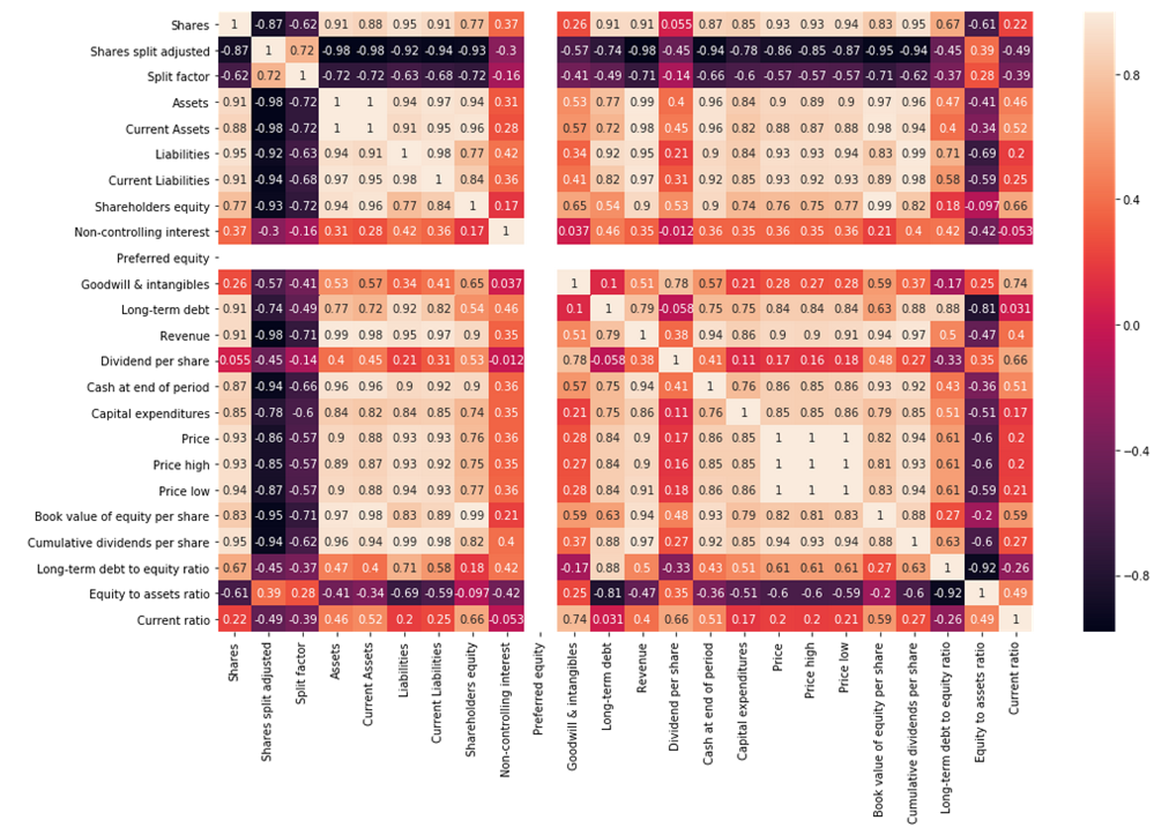 Shares 1 -0.87 -0.62 0.91 0.88 0.95 0.91 0.77 0.37 0.26 0.91 0.91 0.055 0.87 0.85 0.93 0.93 0.94 0.83 0.95 0.67 -0.61 0.22
Shares split adjusted -0.87 1 0.72 -0.98 -0.98 -0.92 -0.94 -0.93 -0.3 -0.57 -0.74 -0.98 -0.45 -0.94 -0.78 -0.86 -0.85 -0.87 -0.95 -0.94 -0.45 0.39 -0.49
Split factor -0.62 0.72 1 -0.72 -0.72 -0.63 -0.68 -0.72 -0.16 -0.41 -0.49 -0.71 -0.14 -0.66 -0.6 -0.57 -0.57 -0.57 -0.71 -0.62 -0.37 0.28 -0.39
Assets 0.91 -0.98 -0.72 1 1 0.94 0.97 0.94 0.31 0.53 0.77 0.99 0.4 0.96 0.84 0.9 0.89 0.9 0.97 0.96 0.47 -0.41 0.46
Current Assets 0.88 -0.98 -0.72 1 1 0.91 0.95 0.96 0.28 0.57 0.72 0.98 0.45 0.96 0.82 0.88 0.87 0.88 0.98 0.94 0.4 -0.34 0.52
Liabilities 0.95 -0.92 -0.63 0.94 0.91 1 0.98 0.77 0.42 0.34 0.92 0.95 0.21 0.9 0.84 0.93 0.93 0.94 0.83 0.99 0.71 -0.69 0.2
Current Liabilities 0.91 -0.94 -0.68 0.97 0.95 0.98 1 0.84 0.36 0.41 0.82 0.97 0.31 0.92 0.85 0.93 0.92 0.93 0.89 0.98 0.58 -0.59 0.25
Shareholders equity 0.77 -0.93 -0.72 0.94 0.96 0.77 0.84 1 0.17 0.65 0.54 0.9 0.53 0.9 0.74 0.76 0.75 0.77 0.99 0.82 0.18 -0.097 0.66
Non-controlling interest 0.37 -0.3 -0.16 0.31 0.28 0.42 0.36 0.17 1 0.037 0.46 0.35 -0.012 0.36 0.35 0.36 0.35 0.36 0.21 0.4 0.42 -0.42 -0.053
Preferred equity
Goodwill & intangibles 0.26 -0.57 -0.41 0.53 0.57 0.34 0.41 0.65 0.037 1 0.1 0.51 0.78 0.57 0.21 0.28 0.27 0.28 0.59 0.37 -0.17 0.25 0.74
Long-term debt 0.91 -0.74 -0.49 0.77 0.72 0.92 0.82 0.54 0.46 0.1 1 0.79 -0.058 0.75 0.75 0.84 0.84 0.84 0.63 0.88 0.88 -0.81 0.031
Revenue 0.91 -0.98 -0.71 0.99 0.98 0.95 0.97 0.9 0.35 0.51 0.79 1 0.38 0.94 0.86 0.9 0.9 0.91 0.94 0.97 0.5 -0.47 0.4
Dividend per share 0.055 -0.45 -0.14 0.4 0.45 0.21 0.31 0.53 -0.012 0.78 -0.058 0.38 1 0.41 0.11 0.17 0.16 0.18 0.48 0.27 -0.33 0.35 0.66
Cash at end of period 0.87 -0.94 -0.66 0.96 0.96 0.9 0.92 0.9 0.36 0.57 0.75 0.94 0.41 1 0.76 0.86 0.85 0.86 0.93 0.92 0.43 -0.36 0.51
Capital expenditures 0.85 -0.78 -0.6 0.84 0.82 0.84 0.85 0.74 0.35 0.21 0.75 0.86 0.11 0.76 1 0.85 0.85 0.86 0.79 0.85 0.51 -0.51 0.17
Price 0.93 -0.86 -0.57 0.9 0.88 0.93 0.93 0.76 0.36 0.28 0.84 0.9 0.17 0.86 0.85 1 1 1 0.82 0.94 0.61 -0.6 0.2
Price high 0.93 -0.85 -0.57 0.89 0.87 0.93 0.92 0.75 0.35 0.27 0.84 0.9 0.16 0.85 0.85 1 1 1 0.81 0.93 0.61 -0.6 0.2
Price low 0.94 -0.87 -0.57 0.9 0.88 0.94 0.93 0.77 0.36 0.28 0.84 0.91 0.18 0.86 0.86 1 1 1 0.83 0.94 0.61 -0.59 0.21
Book value of equity per share 0.83 -0.95 -0.71 0.97 0.98 0.83 0.89 0.99 0.21 0.59 0.63 0.94 0.48 0.93 0.79 0.82 0.81 0.83 1 0.88 0.27 -0.2 0.59
Cumulative dividends per share 0.95 -0.94 -0.62 0.96 0.94 0.99 0.98 0.82 0.4 0.37 0.88 0.97 0.27 0.92 0.85 0.94 0.93 0.94 0.88 1 0.63 -0.6 0.27
Long-term debt to equity ratio 0.67 -0.45 -0.37 0.47 0.4 0.71 0.58 0.18 0.42 -0.17 0.88 0.5 -0.33 0.43 0.51 0.61 0.61 0.61 0.27 0.63 1 -0.92 -0.26
Equity to assets ratio -0.61 0.39 0.28 -0.41 -0.34 -0.69 -0.59 -0.097 -0.42 0.25 -0.81 -0.47 0.35 -0.36 -0.51 -0.6 -0.6 -0.59 -0.2 -0.6 -0.92 1 0.49
Current ratio 0.22 -0.49 -0.39 0.46 0.52 0.2 0.25 0.66 -0.053 0.74 0.031 0.4 0.66 0.51 0.17 0.2 0.2 0.21 0.59 0.27 -0.26 0.49 1
Shares
Shares split adjusted
Split factor
Assets
Current Assets
Liabilities
Current Liabilities
Shareholders equity
Non-controlling interest
Preferred equity
Goodwill & intangibles
Long-term debt
Revenue
Dividend per share
Cash at end of period
Capital expenditures
Price
Price high
Price low
Book value of equity per share
Cumulative dividends per share
Long-term debt to equity ratio
Equity to assets ratio
Current ratio
0.8
0.4
0.0
−0.4
−0.8